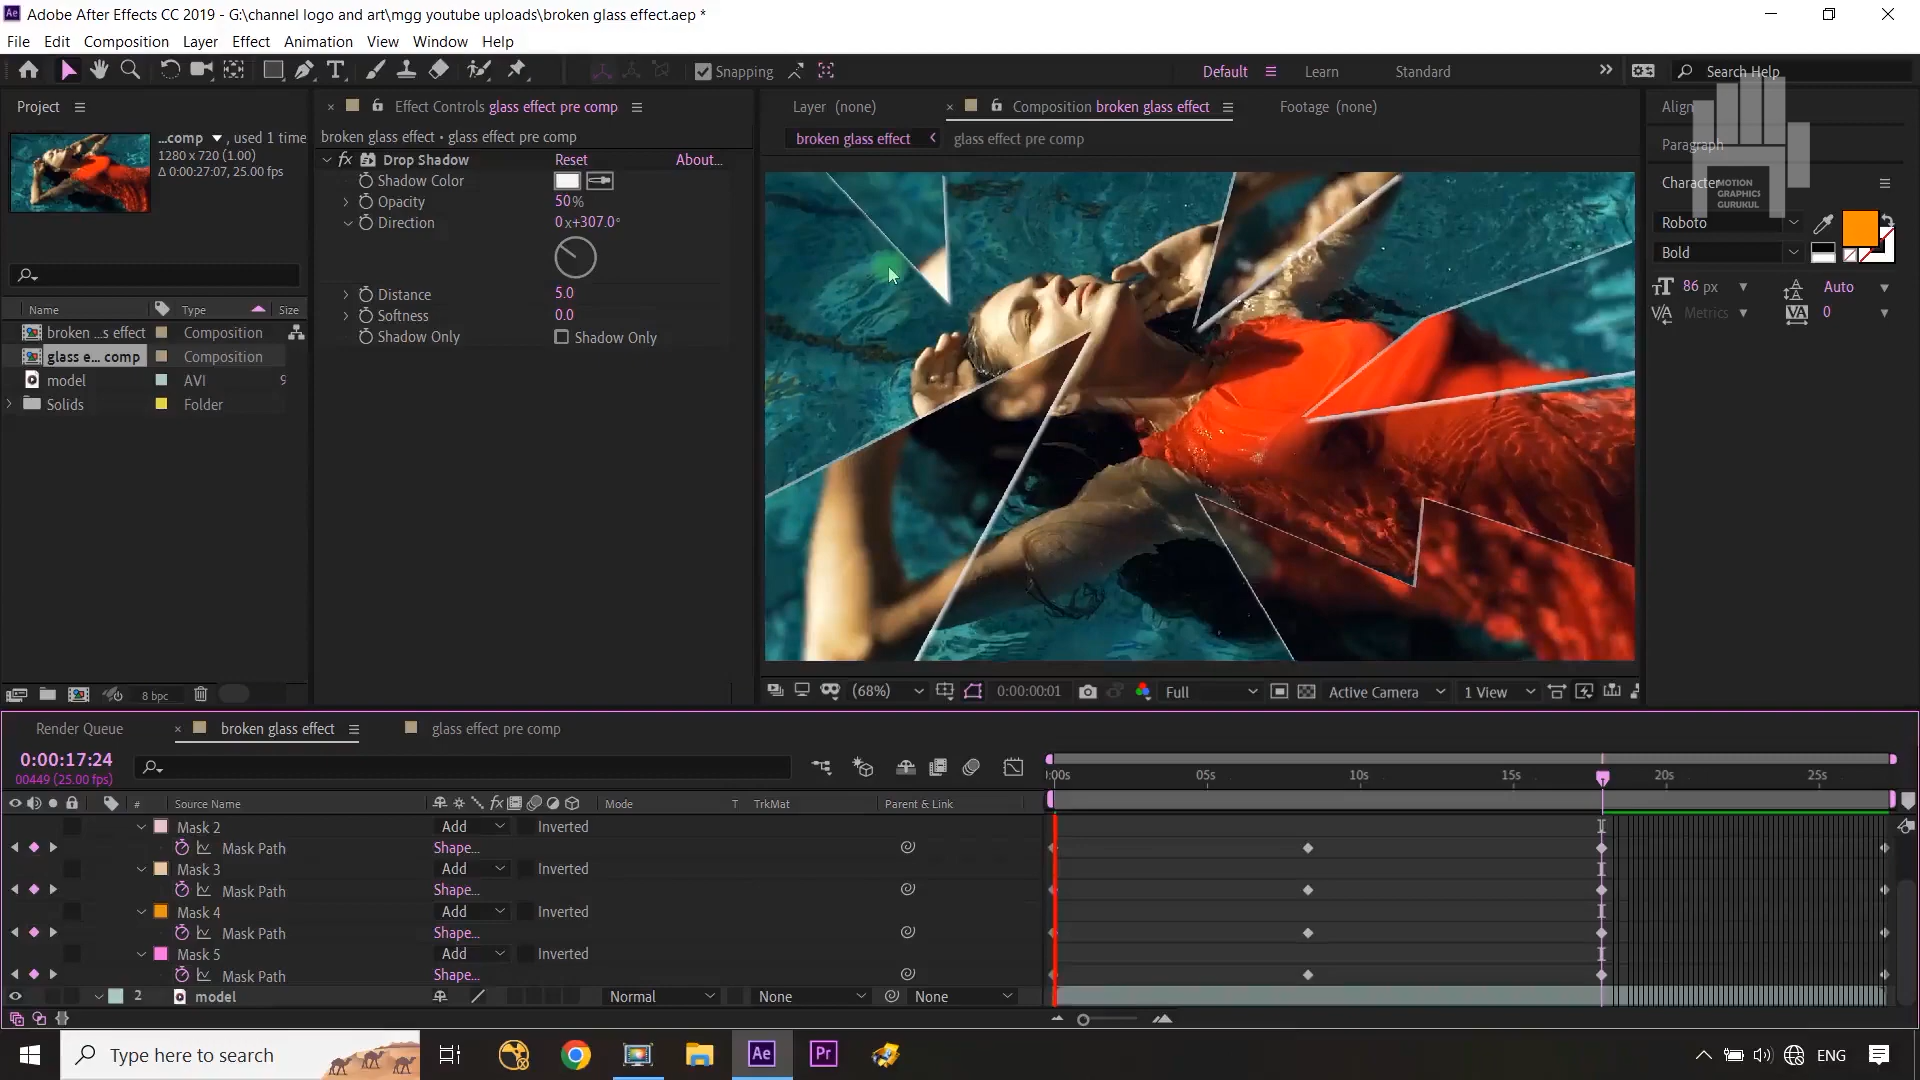 Adobe After Effects CC 2019 - G:\channel logo and art\mgg youtube uploads\broken glass effect.aep *
File Edit Composition Layer Effect Animation View Window Help
Snapping Default Learn Standard Search Help
Project
...comp , used 1 time
1280 x 720 (1.00)
Δ 0:00:27:07, 25.00 fps
Name Type Size
broken ...s effect Composition
glass e... comp Composition
model AVI 9
Solids Folder
8 bpc
Effect Controls glass effect pre comp
broken glass effect • glass effect pre comp
fx Drop Shadow Reset About...
Shadow Color
Opacity 50%
Direction 0x+307.0°
Distance 5.0
Softness 0.0
Shadow Only Shadow Only
Layer (none) Composition broken glass effect Footage (none)
broken glass effect glass effect pre comp
(68%) 0:00:00:01 Full Active Camera 1 View
Align
Paragraph
Character
MOTION
GRAPHICS
GURUKUL
Roboto
Bold
86 px Auto
Metrics 0
Render Queue broken glass effect glass effect pre comp
0:00:17:24
00449 (25.00 fps)
:00s 05s 10s 15s 20s 25s
# Source Name fx Mode T TrkMat Parent & Link
Mask 2 Add Inverted
Mask Path Shape...
Mask 3 Add Inverted
Mask Path Shape...
Mask 4 Add Inverted
Mask Path Shape...
Mask 5 Add Inverted
Mask Path Shape...
2 model Normal None None
Type here to search Ae Pr ENG